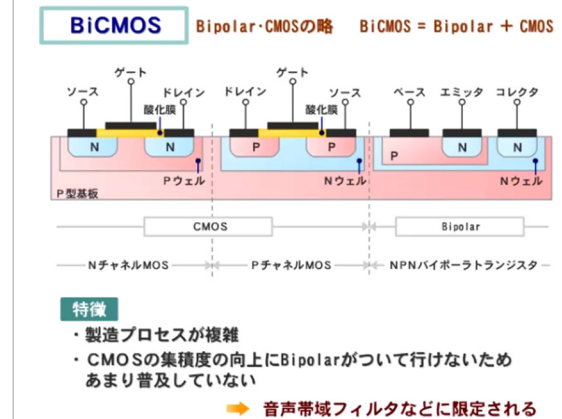 BiCMOS
Bipolar・CMOSの略 BiCMOS = Bipolar + CMOS
ゲート ゲート
ソース ドレイン ドレイン ソース ベース エミッタ コレクタ
酸化膜 酸化膜
N N P P P N N
Pウェル Nウェル Nウェル
P型基板
CMOS Bipolar
NチャネルMOS PチャネルMOS NPNバイポーラトランジスタ
特徴
・製造プロセスが複雑
・CMOSの集積度の向上にBipolarがついて行けないため
あまり普及していない
音声帯域フィルタなどに限定される